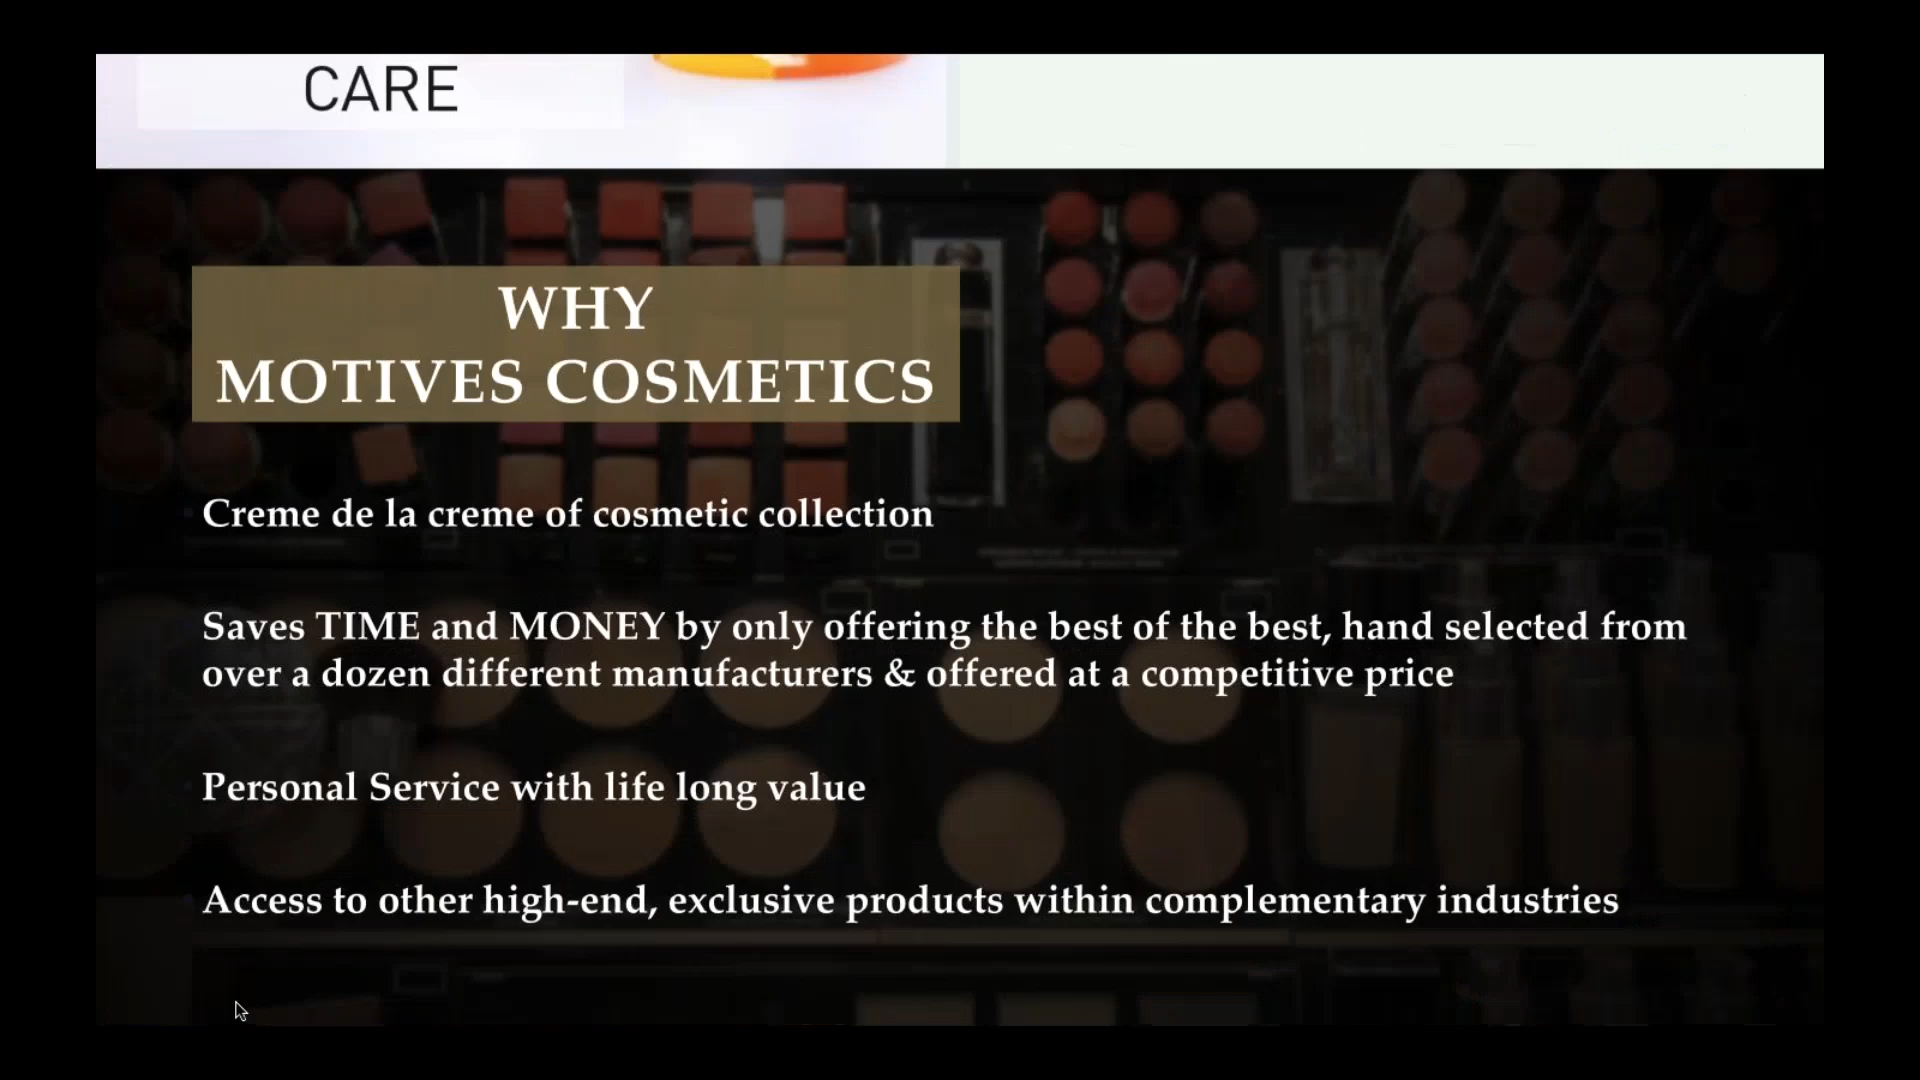 CARE
WHY
MOTIVES COSMETICS
Creme de la creme of cosmetic collection
Saves TIME and MONEY by only offering the best of the best, hand selected from
over a dozen different manufacturers & offered at a competitive price
Personal Service with life long value
Access to other high-end, exclusive products within complementary industries